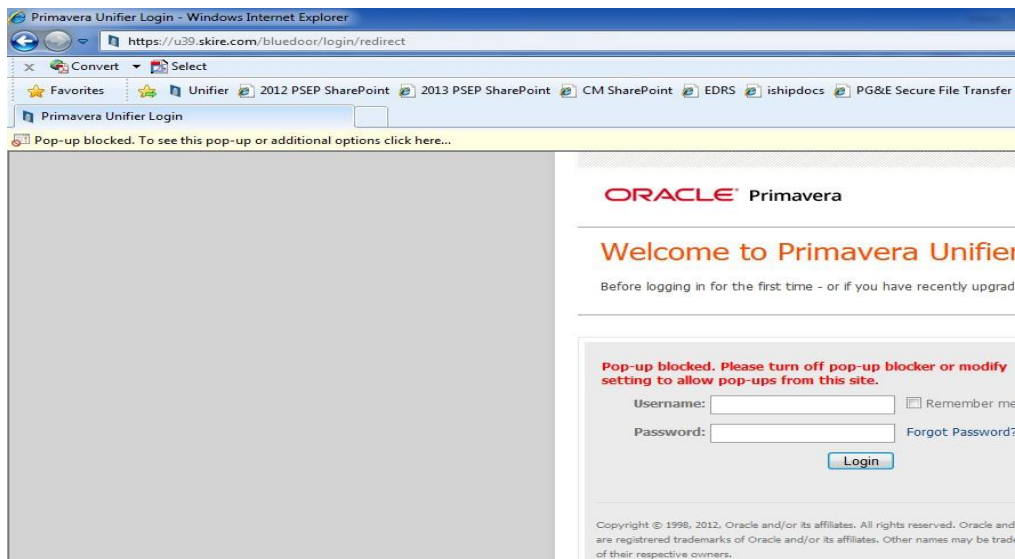 Primavera Unifier Login - Windows Internet Explorer
https://u39.skire.com/bluedoor/login/redirect
x Convert Select
Favorites Unifier 2012 PSEP SharePoint 2013 PSEP SharePoint CM SharePoint EDRS ishipdocs PG&E Secure File Transfer
Primavera Unifier Login
Pop-up blocked. To see this pop-up or additional options click here...
ORACLE Primavera
Welcome to Primavera Unifier
Before logging in for the first time - or if you have recently upgrad
Pop-up blocked. Please turn off pop-up blocker or modify
setting to allow pop-ups from this site.
Username: Remember me
Password: Forgot Password?
Login
Copyright © 1998, 2012, Oracle and/or its affiliates. All rights reserved. Oracle and
are registrered trademarks of Oracle and/or its affiliates. Other names may be trade
of their respective owners.